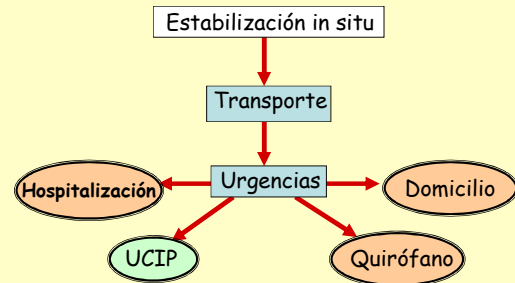 Estabilización in situ
Transporte
Hospitalización
Urgencias
Domicilio
UCIP
Quirófano